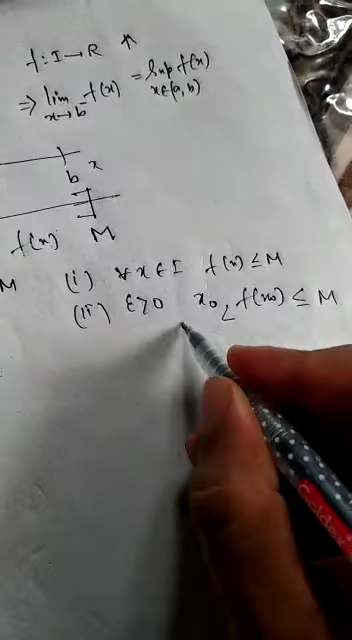 f : I → R ↑
⇒ lim x→b⁻ f(x) = Sup x∈(a,b) f(x)
b x
f(x) M
M (i) ∀ x ∈ I f(x) ≤ M
(ii) ε>0 x₀ < f(x₀) ≤ M